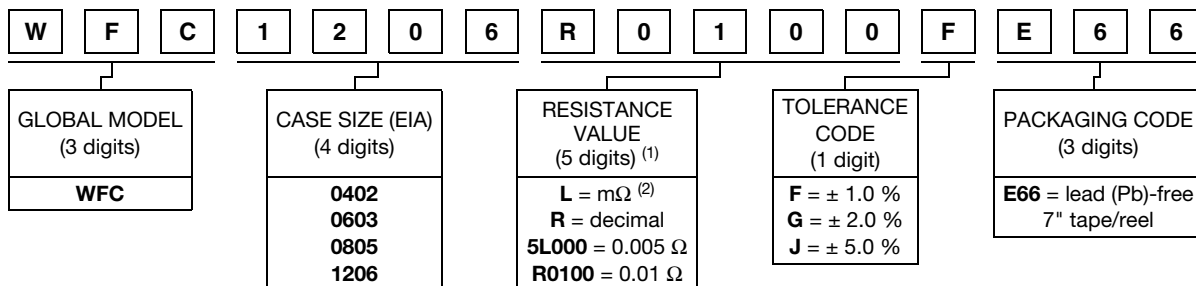 W F C 1 2 0 6 R 0 1 0 0 F E 6 6
GLOBAL MODEL
(3 digits)
WFC
CASE SIZE (EIA)
(4 digits)
0402
0603
0805
1206
RESISTANCE
VALUE
(5 digits) (1)
L = mΩ (2)
R = decimal
5L000 = 0.005 Ω
R0100 = 0.01 Ω
TOLERANCE
CODE
(1 digit)
F = ± 1.0 %
G = ± 2.0 %
J = ± 5.0 %
PACKAGING CODE
(3 digits)
E66 = lead (Pb)-free
7" tape/reel